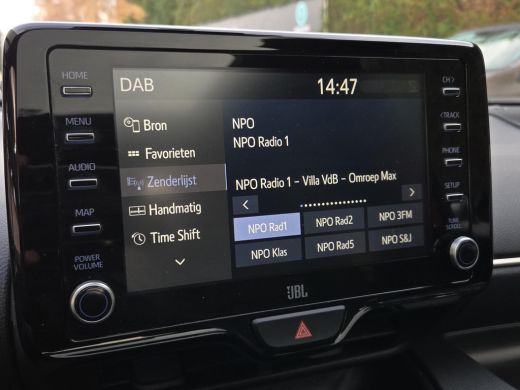 HOME
MENU
AUDIO
MAP
POWER
VOLUME
DAB
14:47
Bron
Favorieten
Zenderlijst
Handmatig
Time Shift
NPO
NPO Radio 1
NPO Radio 1 – Villa VdB – Omroep Max
NPO Rad1
NPO Rad2
NPO 3FM
NPO Klas
NPO Rad5
NPO S&J
CH>
<TRACK
PHONE
SETUP
TUNE
SCROLL
JBL